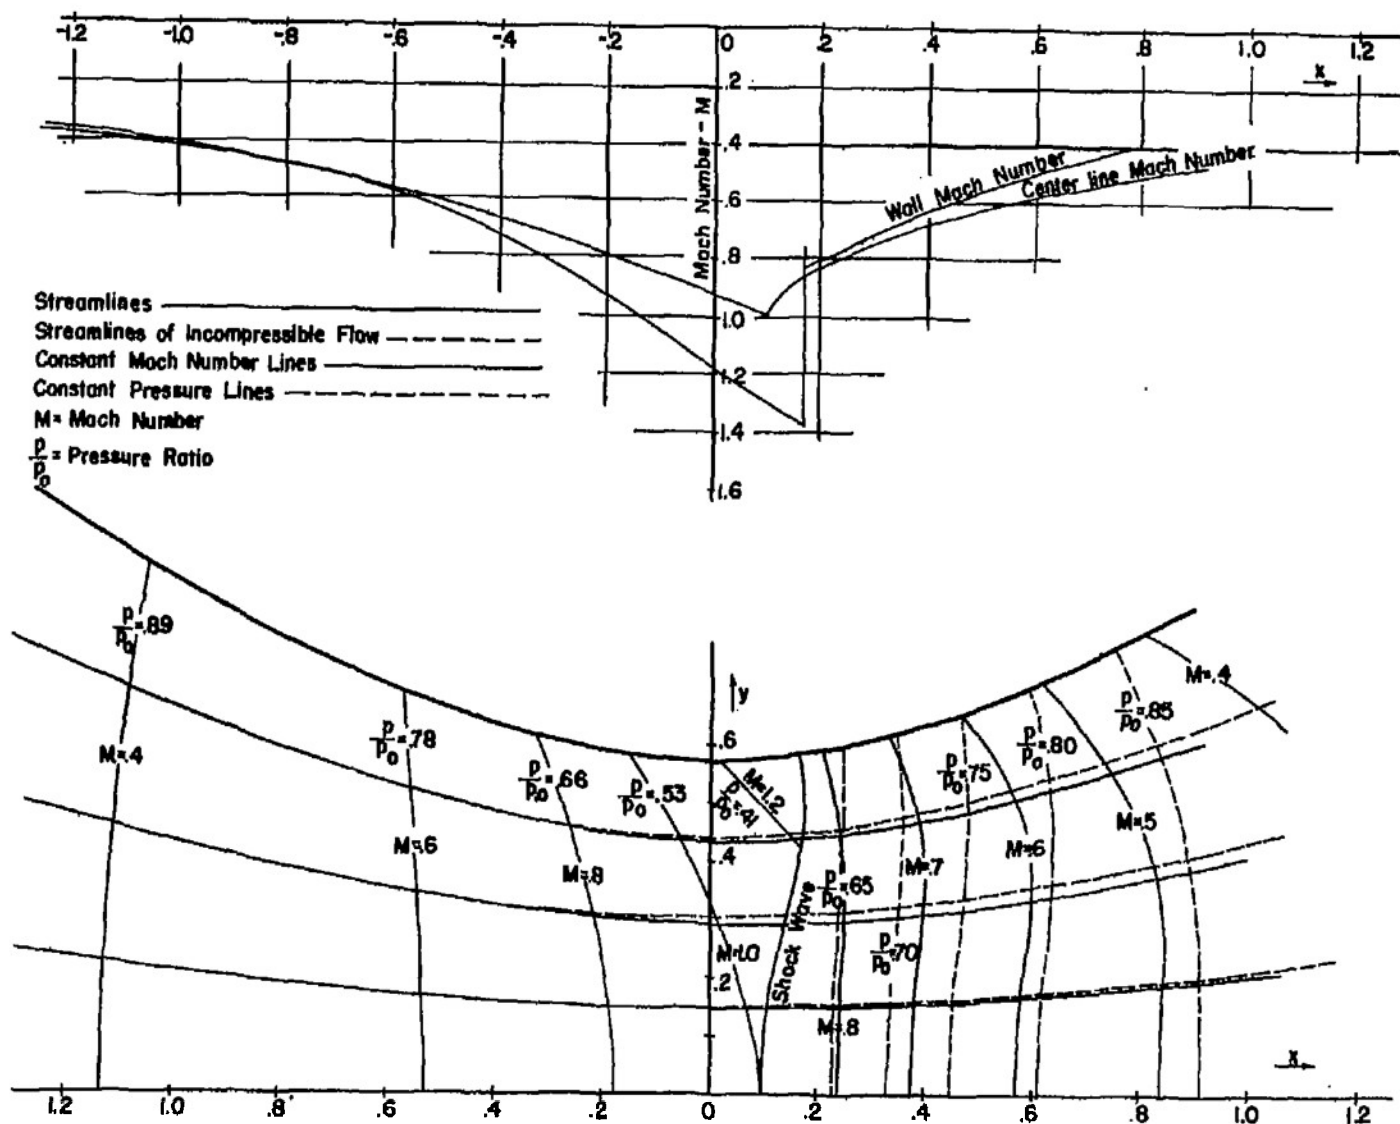 -1.2 -1.0 -.8 -.6 -.4 -.2 0 .2 .4 .6 .8 1.0 1.2
x
Mach Number - M
.2
.4
.6
.8
1.0
1.2
1.4
1.6
Wall Mach Number
Center line Mach Number
Streamlines
Streamlines of Incompressible Flow
Constant Mach Number Lines
Constant Pressure Lines
M= Mach Number
p/p₀ = Pressure Ratio
p/p₀=.89
M=.4
p/p₀=.78
M=.6
p/p₀=.66
M=.8
p/p₀=.53
M=1.0
y
.6
.4
.2
M=1.2
p/p₀=.41
Shock Wave
p/p₀=.65
M=.8
p/p₀=.70
M=.7
p/p₀=.75
M=.6
p/p₀=.80
M=.5
p/p₀=.85
M=.4
x
1.2 1.0 .8 .6 .4 .2 0 .2 .4 .6 .8 1.0 1.2